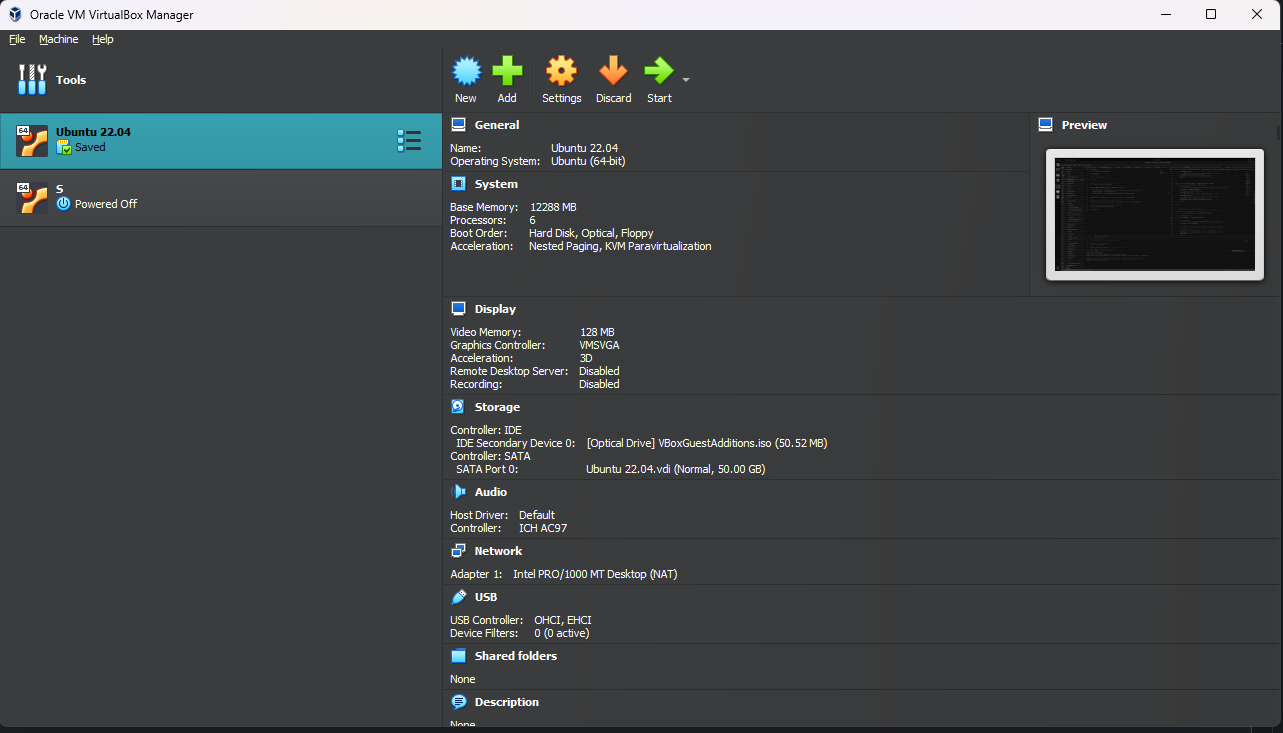 Oracle VM VirtualBox Manager
File Machine Help
Tools
New Add Settings Discard Start
64
Ubuntu 22.04
Saved
64
S
Powered Off
General
Name: Ubuntu 22.04
Operating System: Ubuntu (64-bit)
Preview
System
Base Memory: 12288 MB
Processors: 6
Boot Order: Hard Disk, Optical, Floppy
Acceleration: Nested Paging, KVM Paravirtualization
Display
Video Memory: 128 MB
Graphics Controller: VMSVGA
Acceleration: 3D
Remote Desktop Server: Disabled
Recording: Disabled
Storage
Controller: IDE
IDE Secondary Device 0: [Optical Drive] VBoxGuestAdditions.iso (50.52 MB)
Controller: SATA
SATA Port 0: Ubuntu 22.04.vdi (Normal, 50.00 GB)
Audio
Host Driver: Default
Controller: ICH AC97
Network
Adapter 1: Intel PRO/1000 MT Desktop (NAT)
USB
USB Controller: OHCI, EHCI
Device Filters: 0 (0 active)
Shared folders
None
Description
None